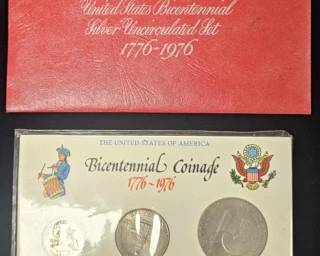 United States Bicentennial
Silver Uncirculated Set
1776-1976
THE UNITED STATES OF AMERICA
Bicentennial Coinage
1776-1976